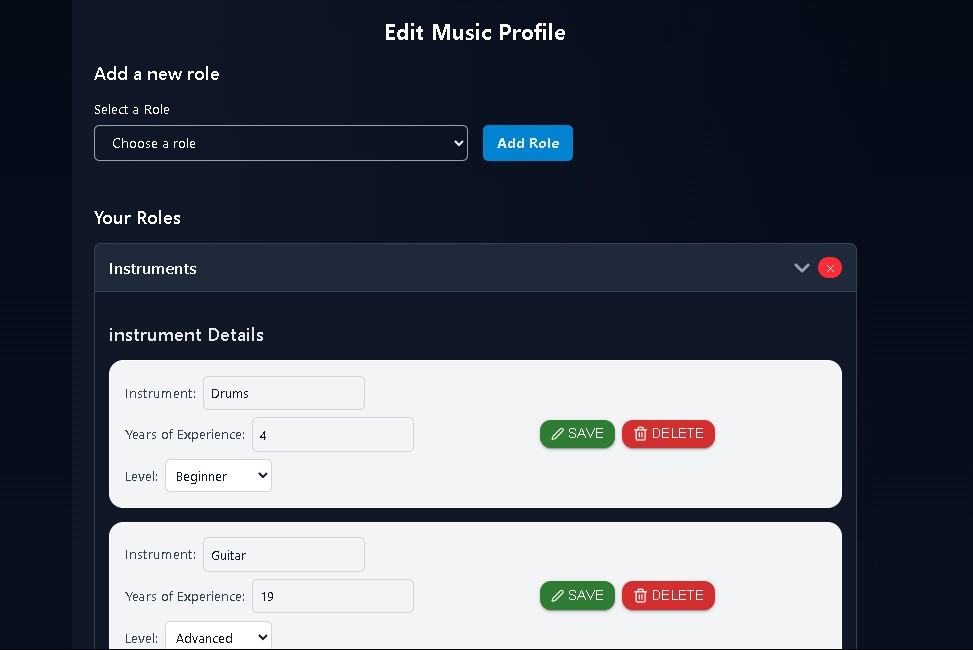 Edit Music Profile
Add a new role
Select a Role
Choose a role
Add Role
Your Roles
Instruments
instrument Details
Instrument: Drums
Years of Experience: 4
SAVE DELETE
Level: Beginner
Instrument: Guitar
Years of Experience: 19
SAVE DELETE
Level: Advanced